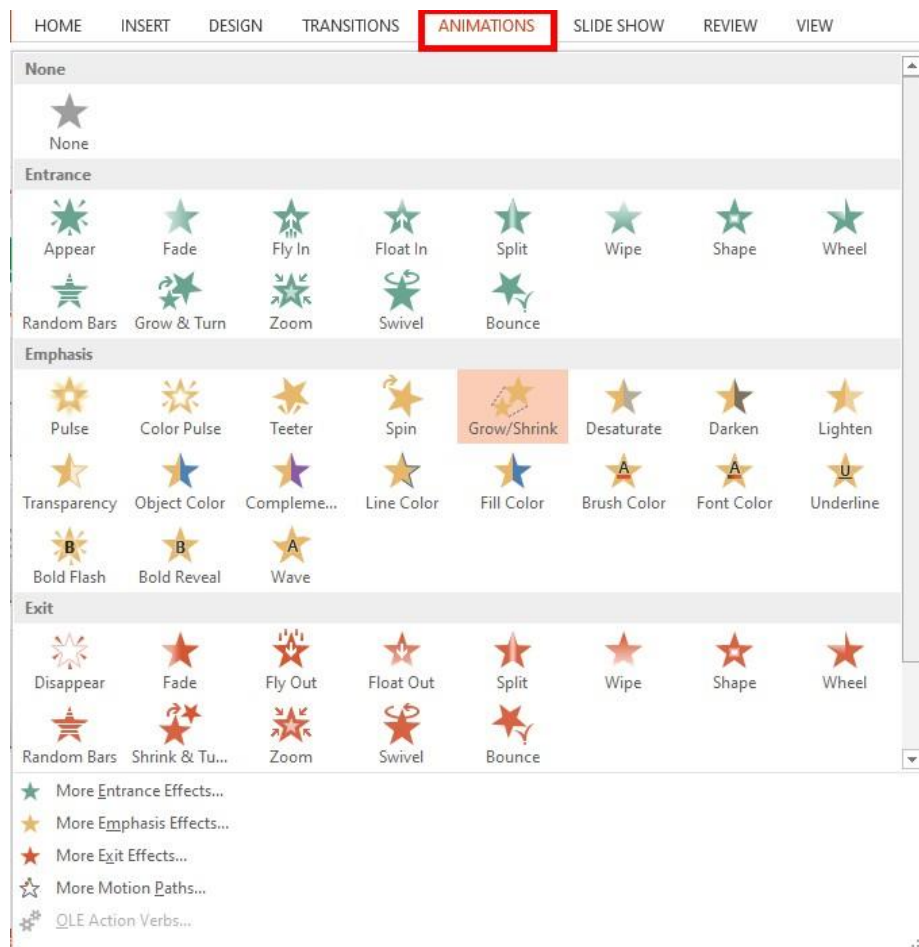 HOME INSERT DESIGN TRANSITIONS ANIMATIONS SLIDE SHOW REVIEW VIEW
None
None
Entrance
Appear Fade Fly In Float In Split Wipe Shape Wheel
Random Bars Grow & Turn Zoom Swivel Bounce
Emphasis
Pulse Color Pulse Teeter Spin Grow/Shrink Desaturate Darken Lighten
Transparency Object Color Compleme... Line Color Fill Color Brush Color Font Color Underline
Bold Flash Bold Reveal Wave
Exit
Disappear Fade Fly Out Float Out Split Wipe Shape Wheel
Random Bars Shrink & Tu... Zoom Swivel Bounce
More Entrance Effects...
More Emphasis Effects...
More Exit Effects...
More Motion Paths...
OLE Action Verbs...